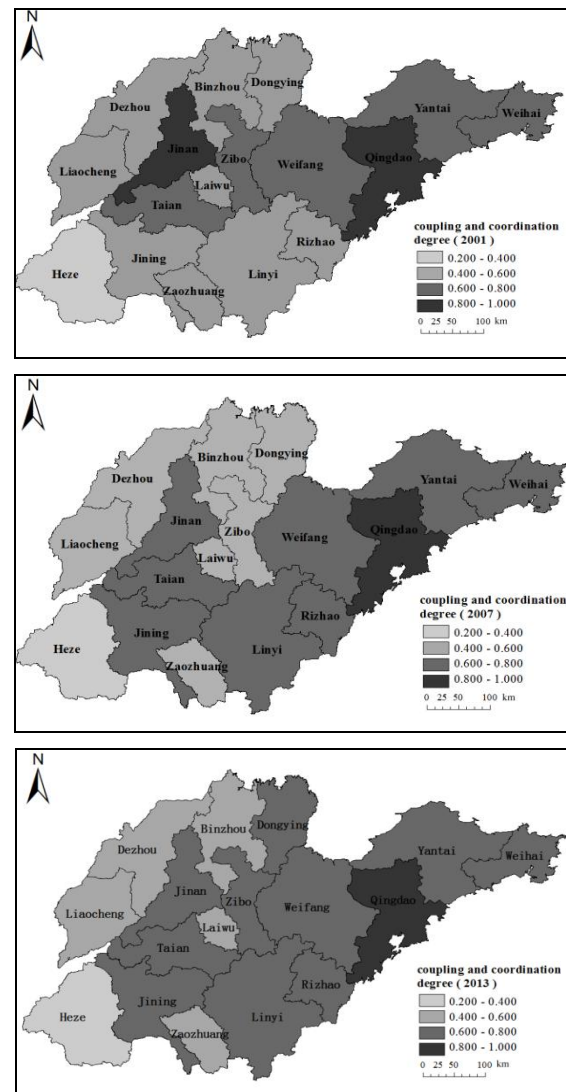 N
Dongying
Binzhou
Dezhou
Yantai
Weihai
Jinan
Qingdao
Zibo
Weifang
Liaocheng
Laiwu
Taian
coupling and coordination
degree ( 2001 )
Rizhao
0.200 - 0.400
Heze
Jining
Linyi
0.400 - 0.600
Zaozhuang
0.600 - 0.800
0.800 - 1.000
0 25 50 100 km
N
Binzhou
Dongying
Dezhou
Yantai
Weihai
Jinan
Qingdao
Zibo
Weifang
Liaocheng
Laiwu
Taian
coupling and coordination
degree ( 2007 )
Rizhao
0.200 - 0.400
Jining
Heze
Linyi
0.400 - 0.600
Zaozhuang
0.600 - 0.800
0.800 - 1.000
0 25 50 100 km
N
Binzhou
Dongying
Dezhou
Yantai
Weihai
Jinan
Qingdao
Zibo
Weifang
Liaocheng
Laiwu
Taian
coupling and coordination
degree ( 2013 )
Rizhao
0.200 - 0.400
Jining
Heze
Linyi
0.400 - 0.600
Zaozhuang
0.600 - 0.800
0.800 - 1.000
0 25 50 100 km